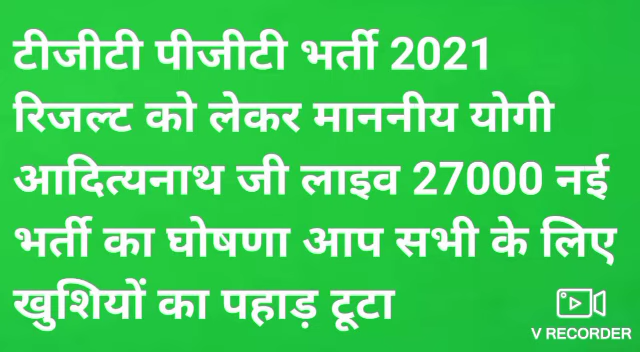 टीजीटी पीजीटी भर्ती 2021
रिजल्ट को लेकर माननीय योगी
आदित्यनाथ जी लाइव 27000 नई
भर्ती का घोषणा आप सभी के लिए
खुशियों का पहाड़ टूटा
V RECORDER